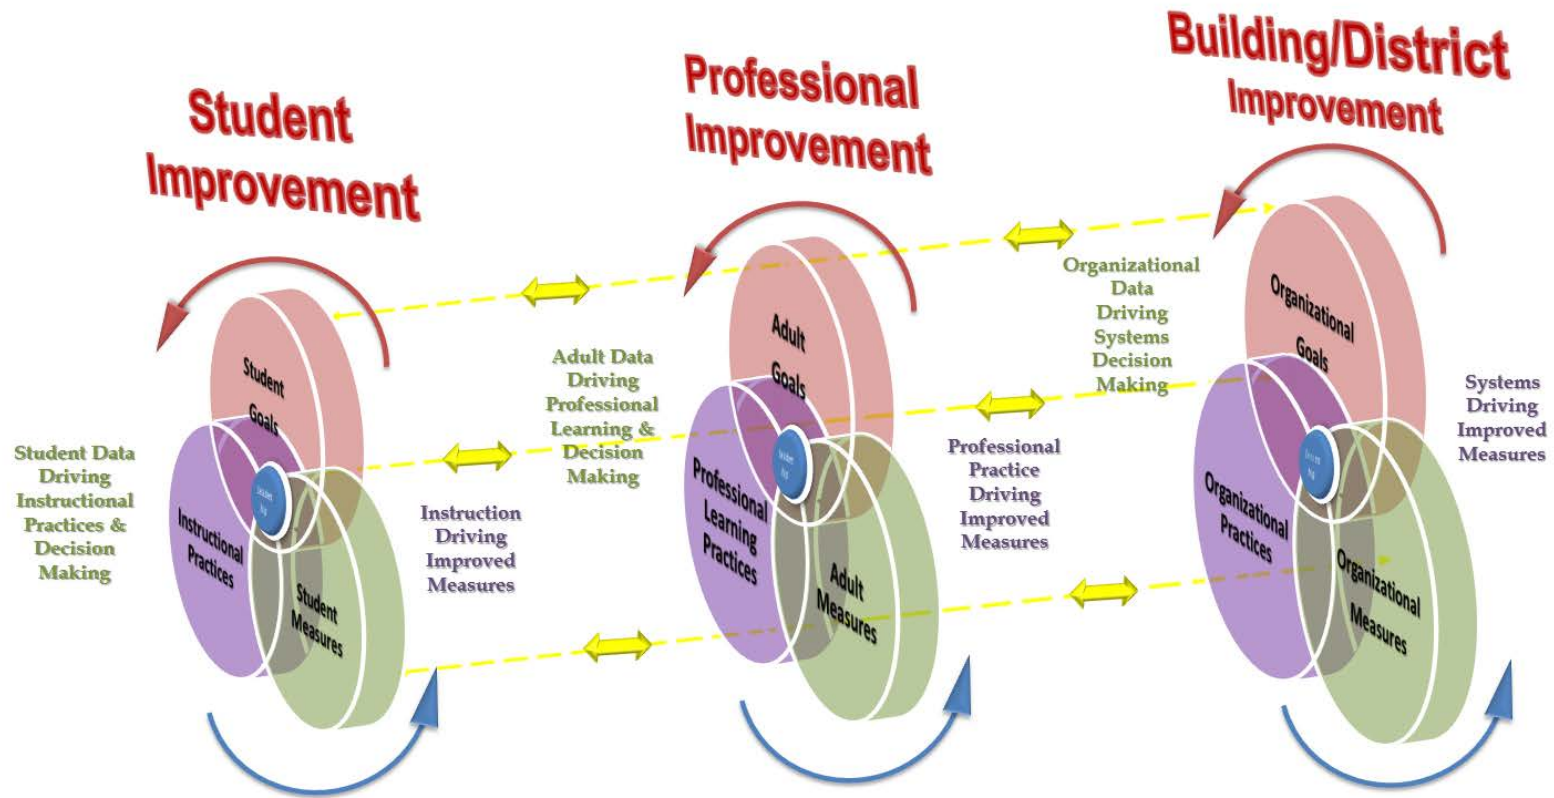 Student
Improvement
Professional
Improvement
Building/District
Improvement
Student
Goals
Instructional
Practices
Student
Measures
Student Data
Driving
Instructional
Practices &
Decision
Making
Instruction
Driving
Improved
Measures
Adult
Goals
Professional
Learning
Practices
Adult
Measures
Adult Data
Driving
Professional
Learning &
Decision
Making
Professional
Practice
Driving
Improved
Measures
Organizational
Goals
Organizational
Practices
Organizational
Measures
Organizational
Data
Driving
Systems
Decision
Making
Systems
Driving
Improved
Measures